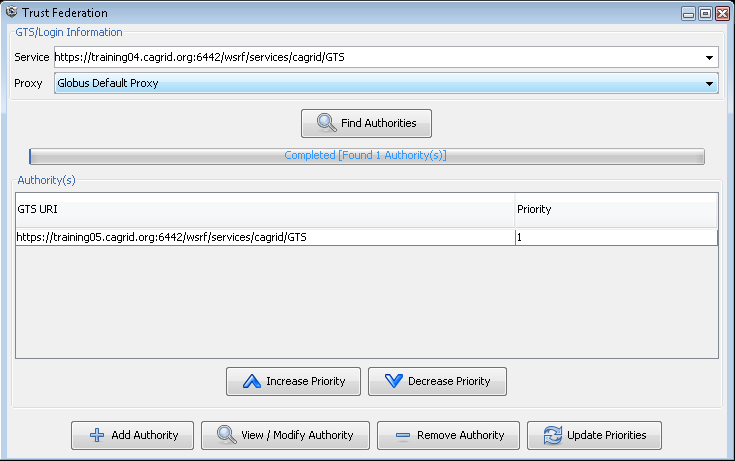 Trust Federation
GTS/Login Information
Service https://training04.cagrid.org:6442/wsrf/services/cagrid/GTS
Proxy Globus Default Proxy
Find Authorities
Completed [Found 1 Authority(s)]
Authority(s)
GTS URI Priority
https://training05.cagrid.org:6442/wsrf/services/cagrid/GTS 1
Increase Priority Decrease Priority
Add Authority View / Modify Authority Remove Authority Update Priorities